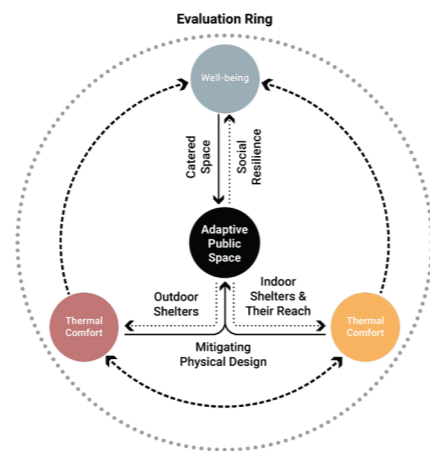 Evaluation Ring
Well-being
Catered
Space
Social
Resilience
Adaptive
Public
Space
Outdoor
Shelters
Indoor
Shelters &
Their Reach
Thermal
Comfort
Thermal
Comfort
Mitigating
Physical Design